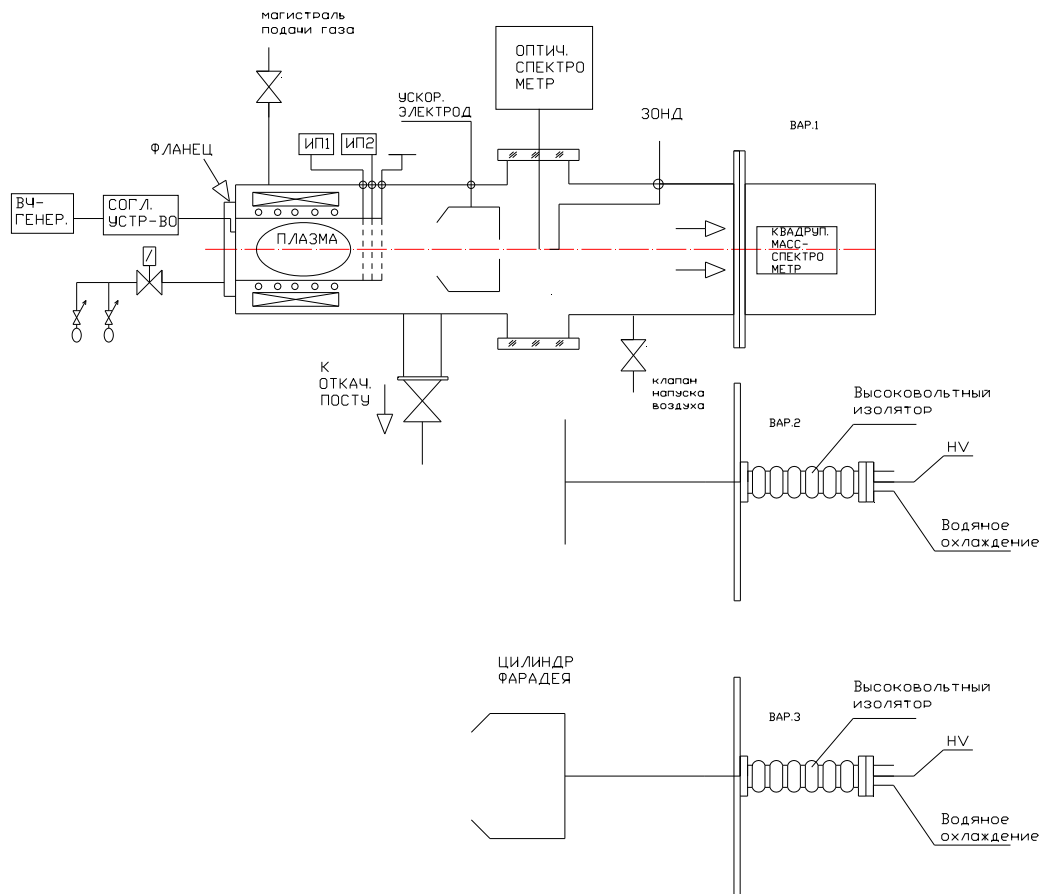 магистраль
подачи газа
ОПТИЧ.
СПЕКТРО
МЕТР
УСКОР.
ЭЛЕКТРОД
ЗОНД
ВАР.1
ФЛАНЕЦ
ИП1
ИП2
ВЧ-
ГЕНЕР.
СОГЛ.
УСТР-ВО
ПЛАЗМА
КВАДРУП.
МАСС-
СПЕКТРО
МЕТР
К
ОТКАЧ.
ПОСТУ
клапан
напуска
воздуха
ВАР.2
Высоковольтный
изолятор
HV
Водяное
охлаждение
ЦИЛИНДР
ФАРАДЕЯ
ВАР.3
Высоковольтный
изолятор
HV
Водяное
охлаждение